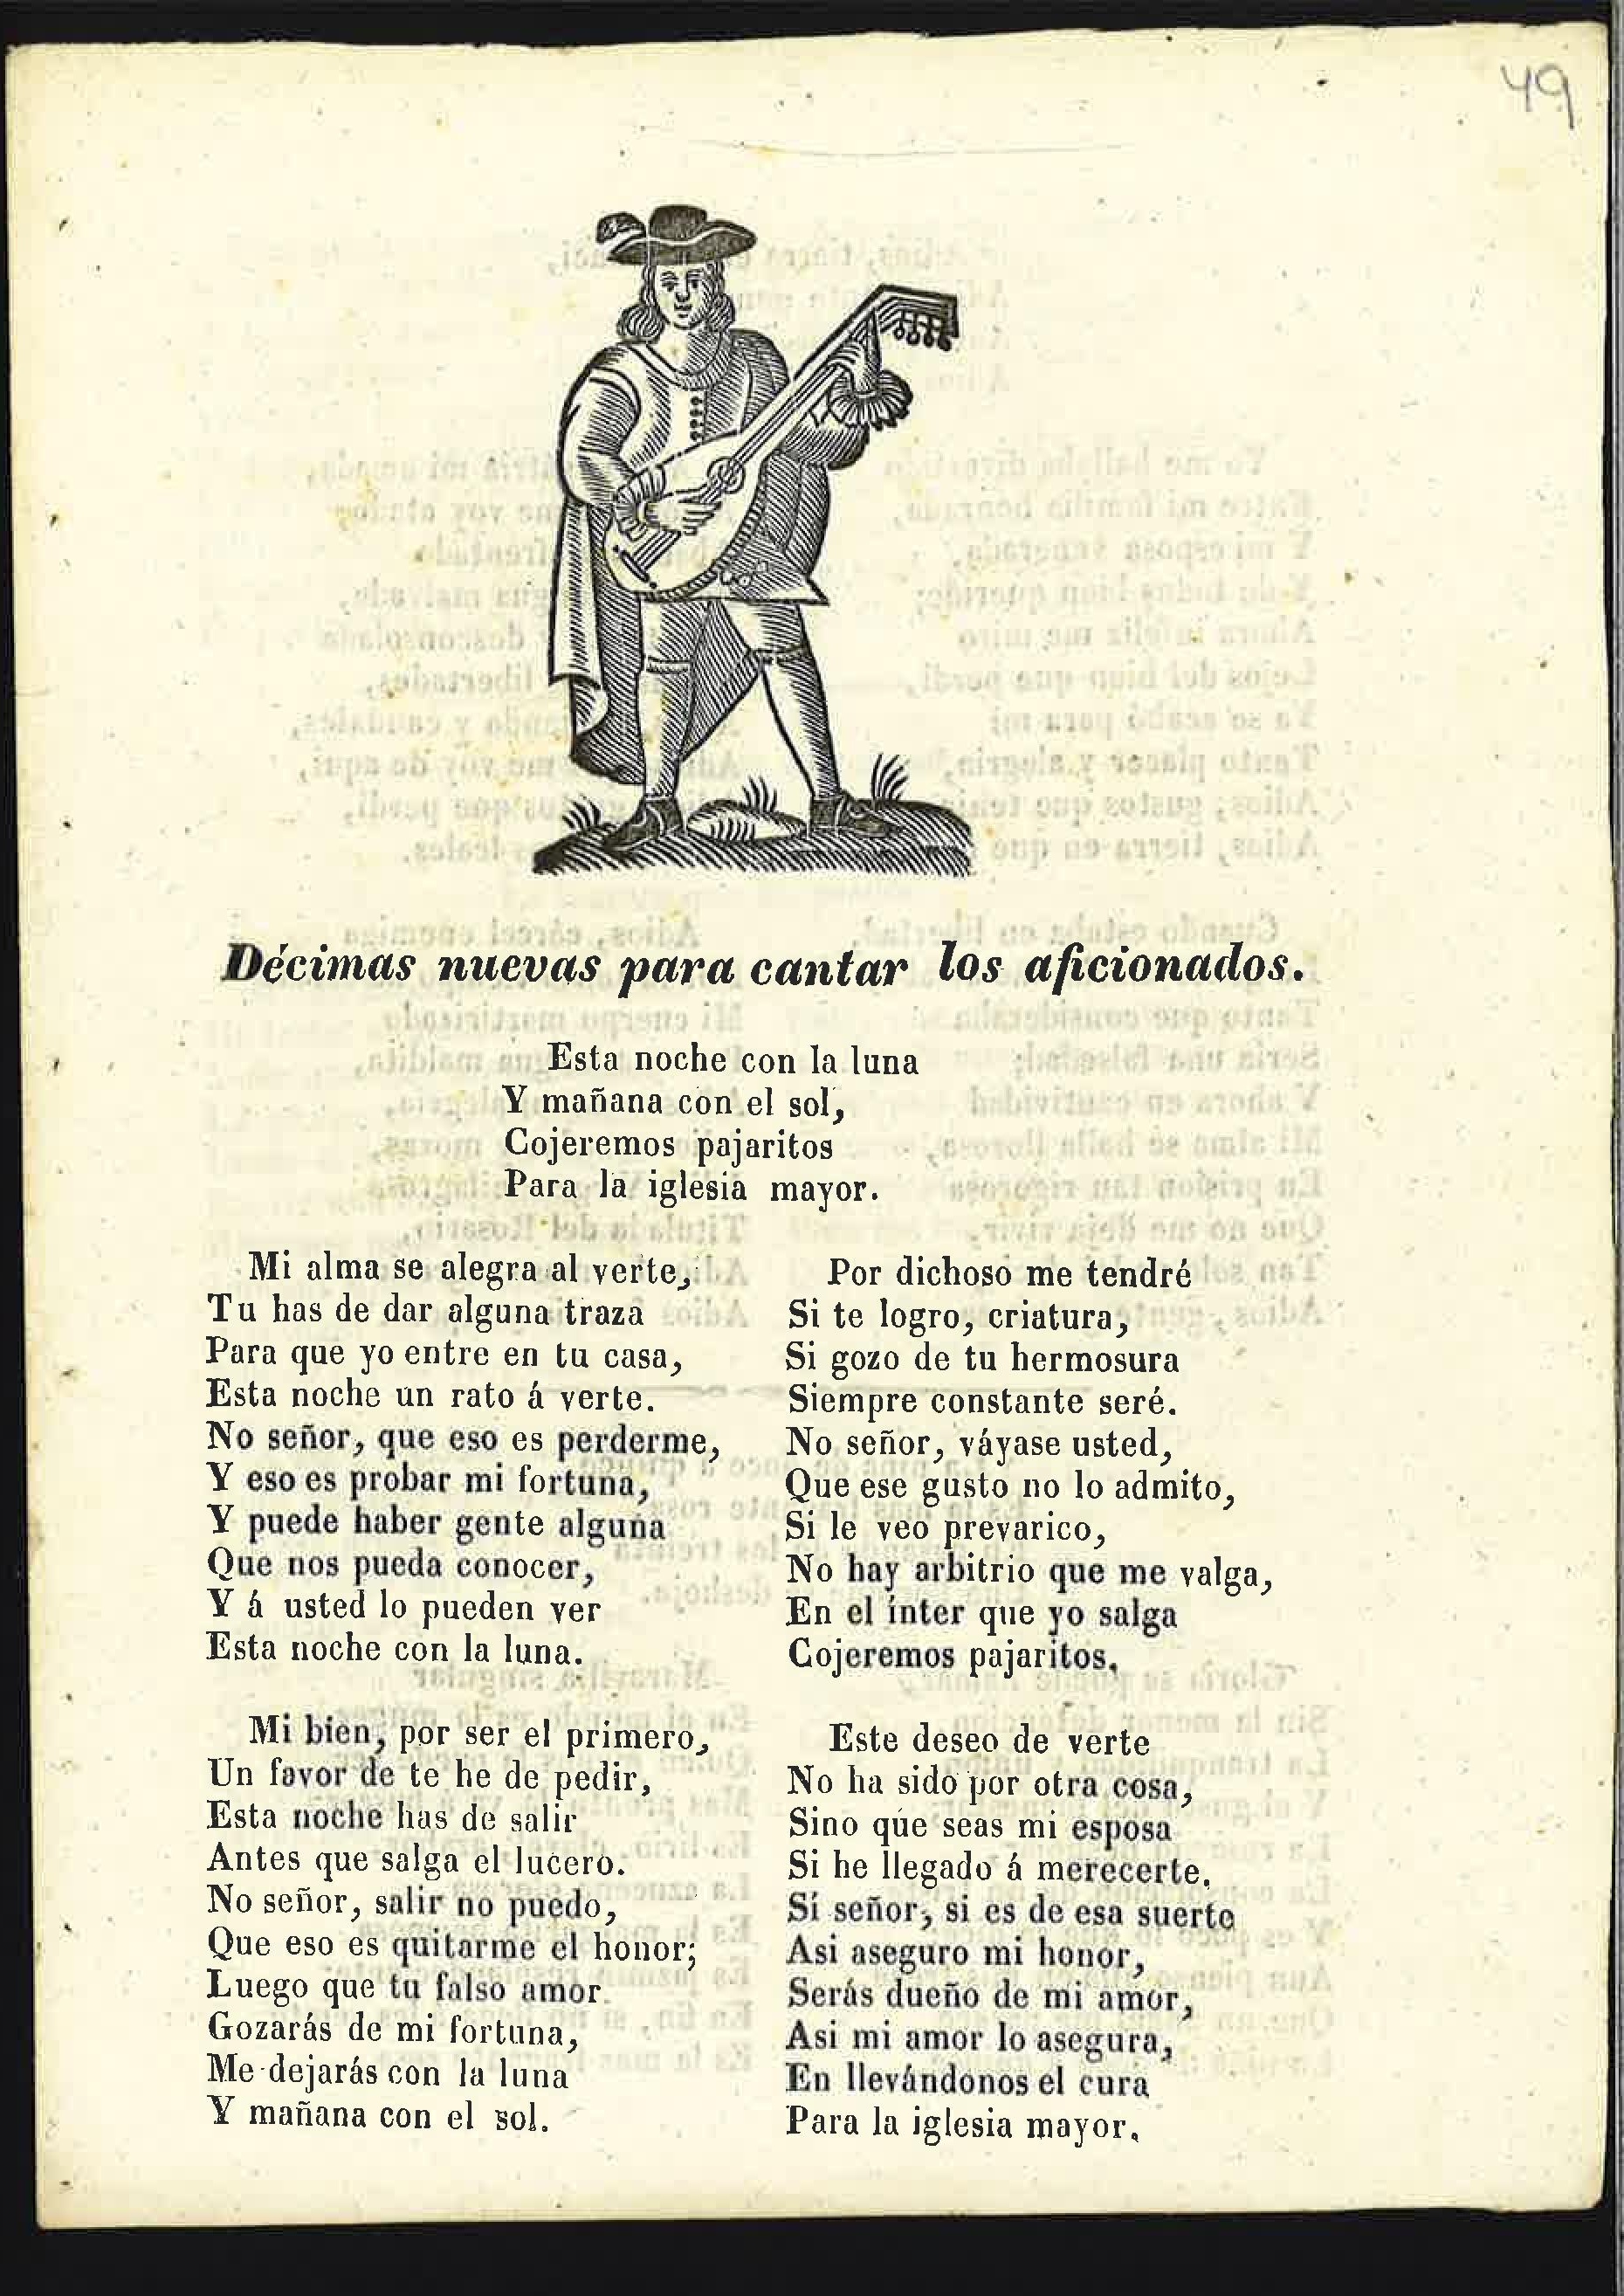 49
Décimas nuevas para cantar los aficionados.
Esta noche con la luna
Y mañana con el sol,
Cojeremos pajaritos
Para la iglesia mayor.
Mi alma se alegra al verte,
Tu has de dar alguna traza
Para que yo entre en tu casa,
Esta noche un rato á verte.
No señor, que eso es perderme,
Y eso es probar mi fortuna,
Y puede haber gente alguna
Que nos pueda conocer,
Y á usted lo pueden ver
Esta noche con la luna.
Mi bien, por ser el primero,
Un favor de te he de pedir,
Esta noche has de salir
Antes que salga el lucero.
No señor, salir no puedo,
Que eso es quitarme el honor;
Luego que tu falso amor
Gozarás de mi fortuna,
Me dejarás con la luna
Y mañana con el sol.
Por dichoso me tendré
Si te logro, criatura,
Si gozo de tu hermosura
Siempre constante seré.
No señor, váyase usted,
Que ese gusto no lo admito,
Si le veo prevarico,
No hay arbitrio que me valga,
En el ínter que yo salga
Cojeremos pajaritos.
Este deseo de verte
No ha sido por otra cosa,
Sino que seas mi esposa
Si he llegado á merecerte.
Sí señor, si es de esa suerte
Asi aseguro mi honor,
Serás dueño de mi amor,
Asi mi amor lo asegura,
En llevándonos el cura
Para la iglesia mayor.